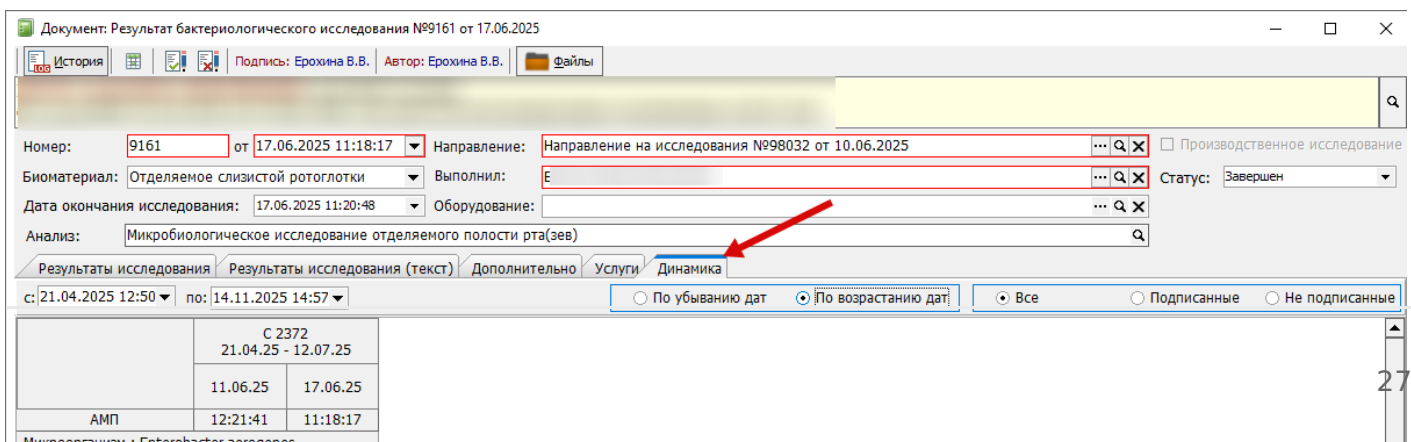 Документ: Результат бактериологического исследования №9161 от 17.06.2025
История Подпись: Ерохина В.В. Автор: Ерохина В.В. Файлы
Номер: 9161 от 17.06.2025 11:18:17 Направление: Направление на исследования №98032 от 10.06.2025 Производственное исследование
Биоматериал: Отделяемое слизистой ротоглотки Выполнил: Е Статус: Завершен
Дата окончания исследования: 17.06.2025 11:20:48 Оборудование:
Анализ: Микробиологическое исследование отделяемого полости рта(зев)
Результаты исследования Результаты исследования (текст) Дополнительно Услуги Динамика
с: 21.04.2025 12:50 по: 14.11.2025 14:57 По убыванию дат По возрастанию дат Все Подписанные Не подписанные
С 2372
21.04.25 - 12.07.25
11.06.25 17.06.25
27
АМП 12:21:41 11:18:17
Микроорганизм : Enterobacter aerogenes